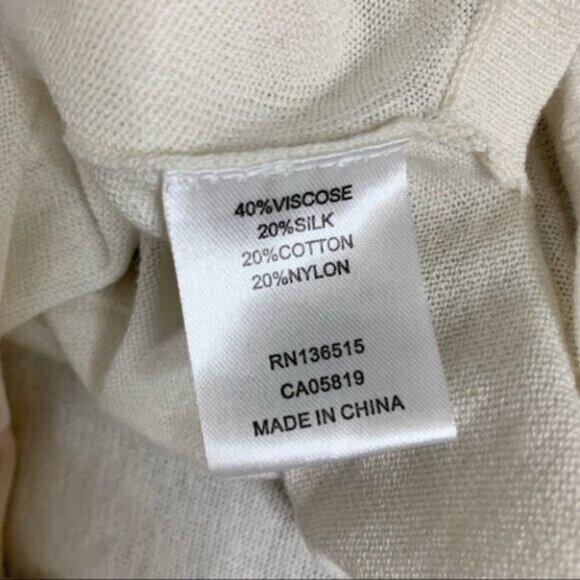 40%VISCOSE
20%SILK
20%COTTON
20%NYLON
RN136515
CA05819
MADE IN CHINA